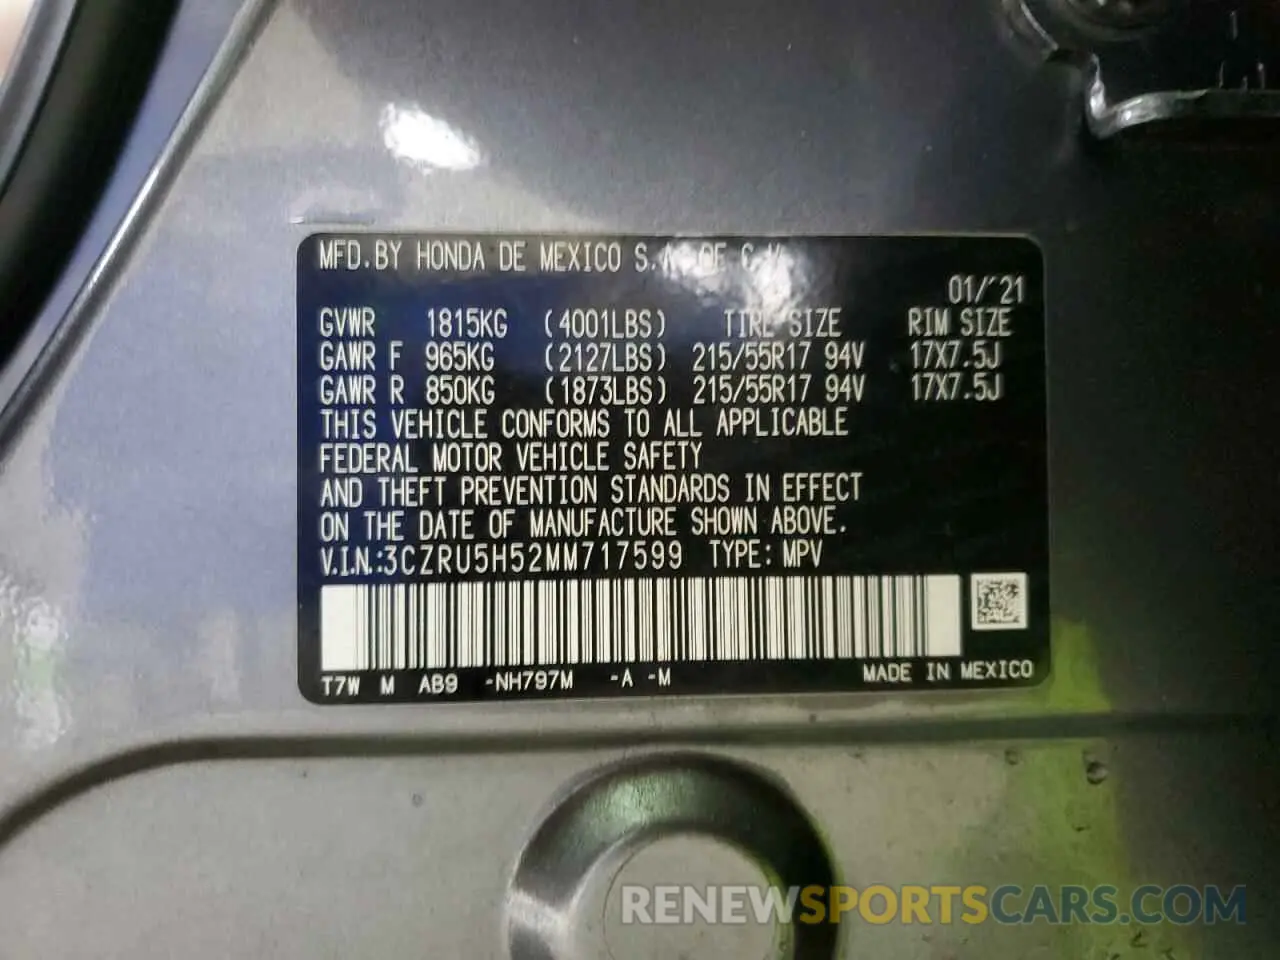 MFD.BY HONDA DE MEXICO S.A. DE C.V.
01/'21
GVWR 1815KG (4001LBS) TIRE SIZE RIM SIZE
GAWR F 965KG (2127LBS) 215/55R17 94V 17X7.5J
GAWR R 850KG (1873LBS) 215/55R17 94V 17X7.5J
THIS VEHICLE CONFORMS TO ALL APPLICABLE
FEDERAL MOTOR VEHICLE SAFETY
AND THEFT PREVENTION STANDARDS IN EFFECT
ON THE DATE OF MANUFACTURE SHOWN ABOVE.
V.I.N.:3CZRU5H52MM717599 TYPE: MPV
T7W M AB9 -NH797M -A -M MADE IN MEXICO
RENEWSPORTSCARS.COM